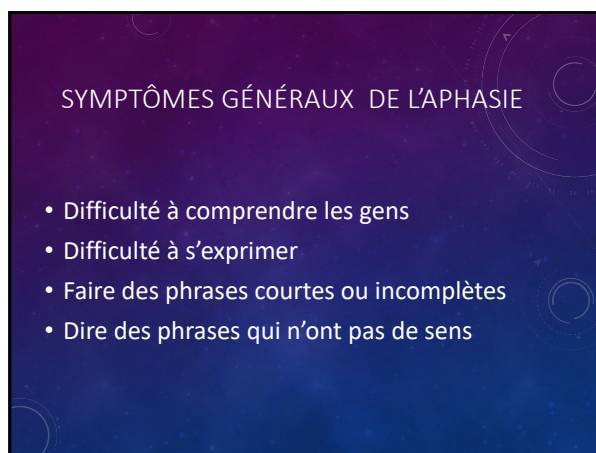 SYMPTÔMES GÉNÉRAUX DE L'APHASIE
• Difficulté à comprendre les gens
• Difficulté à s'exprimer
• Faire des phrases courtes ou incomplètes
• Dire des phrases qui n'ont pas de sens